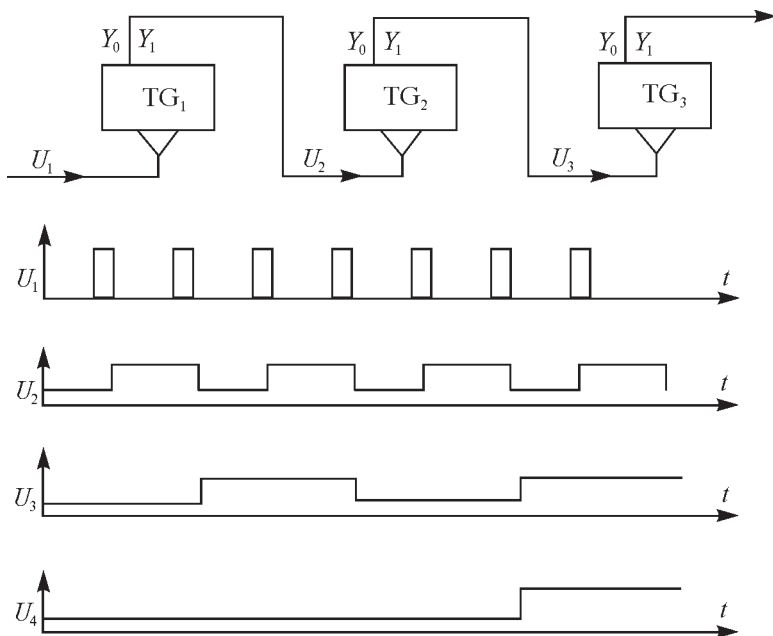 Y₀ Y₁ Y₀ Y₁ Y₀ Y₁
TG₁ TG₂ TG₃
U₁ U₂ U₃
U₁ t
U₂ t
U₃ t
U₄ t